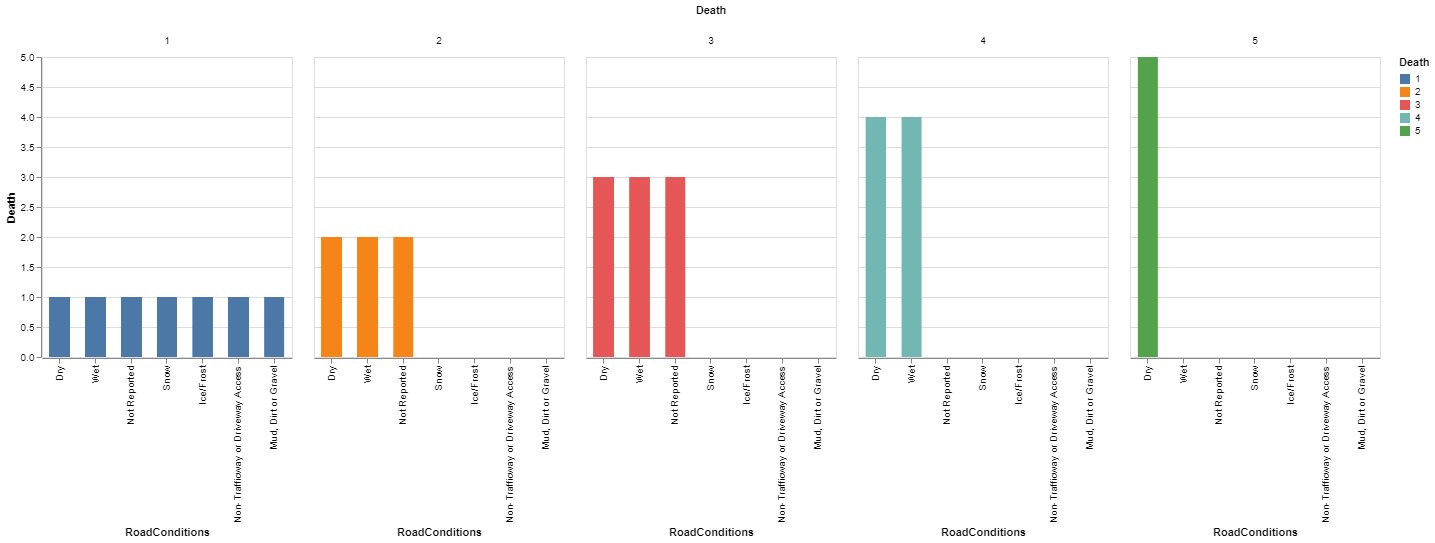 Death
1
2
3
4
5
5.0
4.5
4.0
3.5
3.0
2.5
2.0
1.5
1.0
0.5
0.0
Death
Dry
Wet
Not Reported
Snow
Ice/Frost
Non-Trafficway or Driveway Access
Mud, Dirt or Gravel
RoadConditions
Dry
Wet
Not Reported
Snow
Ice/Frost
Non-Trafficway or Driveway Access
Mud, Dirt or Gravel
RoadConditions
Dry
Wet
Not Reported
Snow
Ice/Frost
Non-Trafficway or Driveway Access
Mud, Dirt or Gravel
RoadConditions
Dry
Wet
Not Reported
Snow
Ice/Frost
Non-Trafficway or Driveway Access
Mud, Dirt or Gravel
RoadConditions
Dry
Wet
Not Reported
Snow
Ice/Frost
Non-Trafficway or Driveway Access
Mud, Dirt or Gravel
RoadConditions
Death
1
2
3
4
5